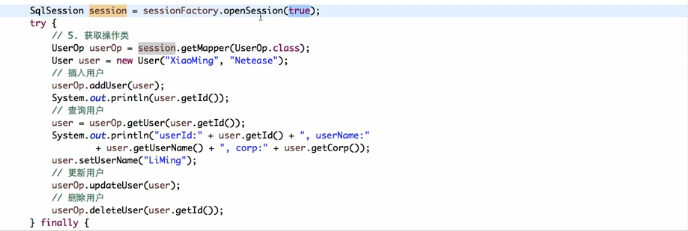 SqlSession session = sessionFactory.openSession(true);
try {
// 5. 获取操作类
UserOp userOp = session.getMapper(UserOp.class);
User user = new User("XiaoMing", "Netease");
// 插入用户
userOp.addUser(user);
System.out.println(user.getId());
// 查询用户
user = userOp.getUser(user.getId());
System.out.println("userId:" + user.getId() + ", userName:"
+ user.getUserName() + ", corp:" + user.getCorp());
user.setUserName("LiMing");
// 更新用户
userOp.updateUser(user);
// 删除用户
userOp.deleteUser(user.getId());
} finally {